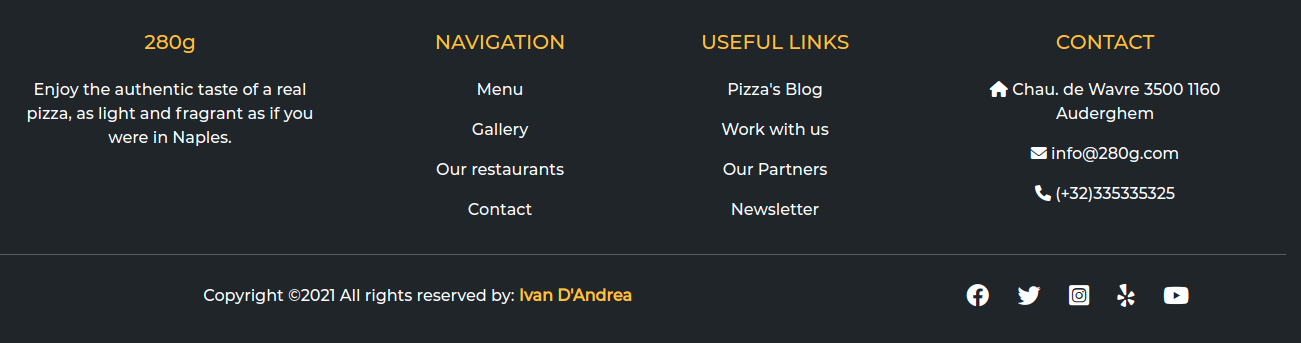 280g
Enjoy the authentic taste of a real
pizza, as light and fragrant as if you
were in Naples.
NAVIGATION
Menu
Gallery
Our restaurants
Contact
USEFUL LINKS
Pizza's Blog
Work with us
Our Partners
Newsletter
CONTACT
Chau. de Wavre 3500 1160
Auderghem
info@280g.com
(+32)335335325
Copyright ©2021 All rights reserved by: Ivan D'Andrea